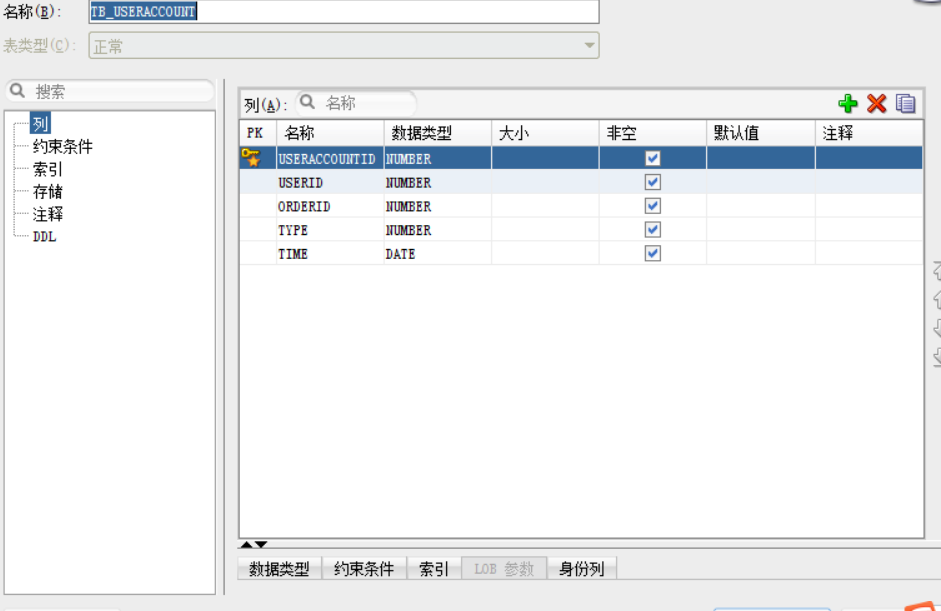 名称(B): TB_USERACCOUNT
表类型(C): 正常
搜索
列
约束条件
索引
存储
注释
DDL
列(A): 名称
PK 名称 数据类型 大小 非空 默认值 注释
USERACCOUNTID NUMBER
USERID NUMBER
ORDERID NUMBER
TYPE NUMBER
TIME DATE
数据类型 约束条件 索引 LOB 参数 身份列